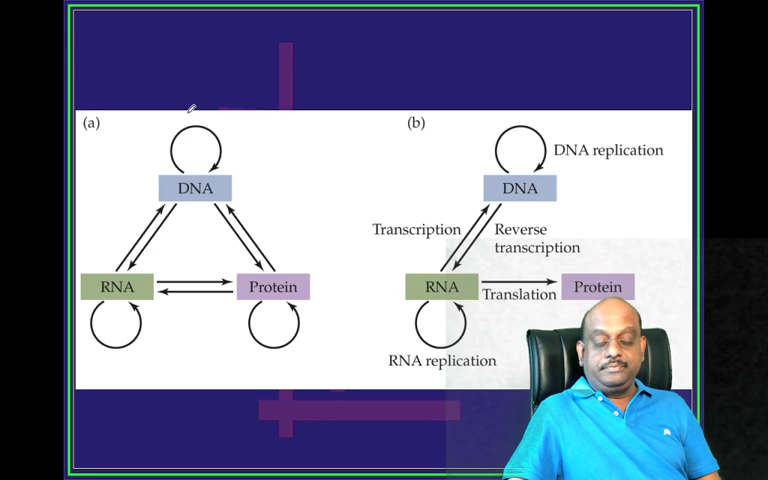 (a)
DNA
RNA
Protein
(b)
DNA replication
DNA
Transcription
Reverse
transcription
RNA
Translation
Protein
RNA replication